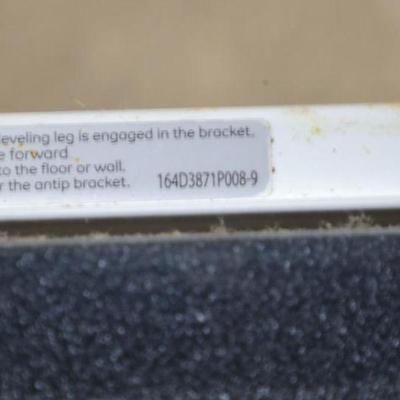 leveling leg is engaged in the bracket.
forward
to the floor or wall.
the antip bracket. 164D3871P008-9